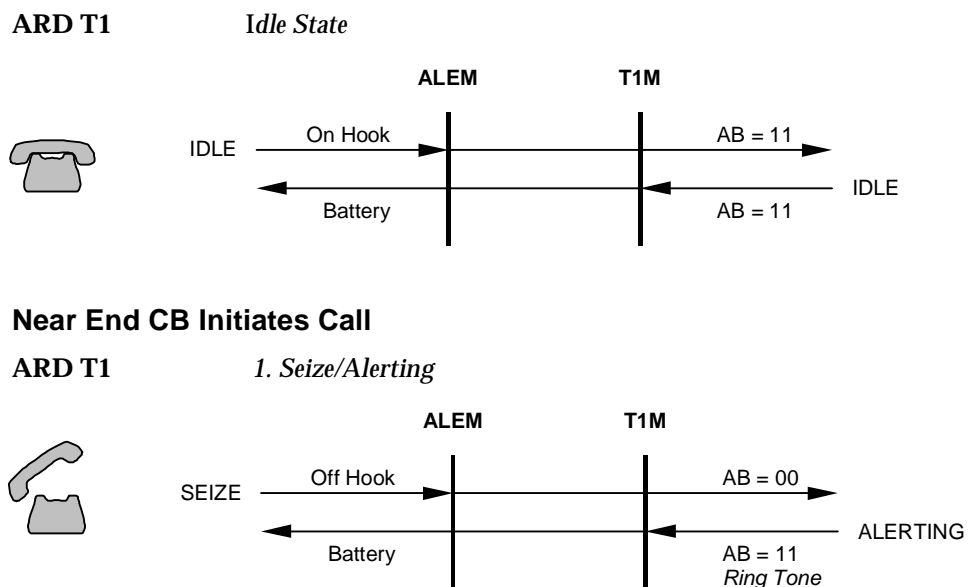 ARD T1 Idle State
ALEM T1M
IDLE On Hook AB = 11
IDLE
Battery AB = 11
Near End CB Initiates Call
ARD T1 1. Seize/Alerting
ALEM T1M
SEIZE Off Hook AB = 00
ALERTING
Battery AB = 11
Ring Tone